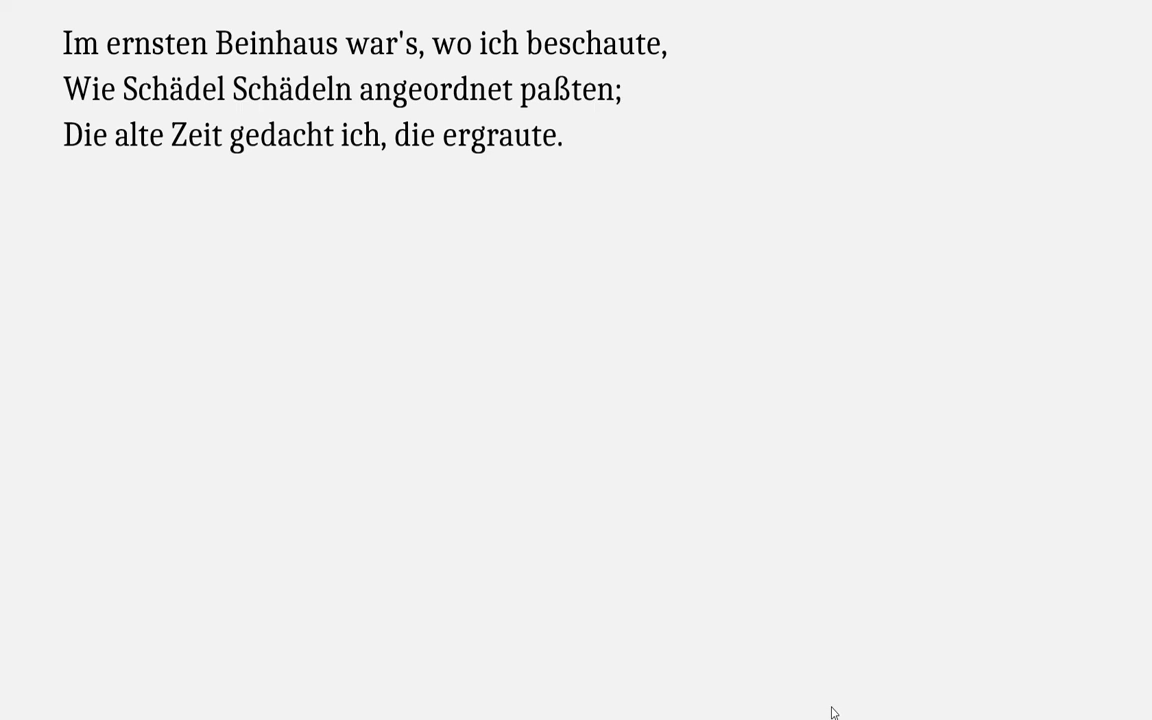 Im ernsten Beinhaus war's, wo ich beschaute,
Wie Schädel Schädeln angeordnet paßten;
Die alte Zeit gedacht ich, die ergraute.